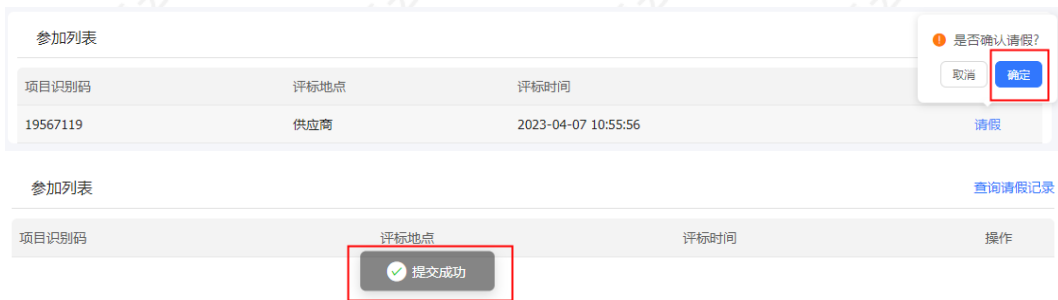 参加列表
是否确认请假?
取消 确定
项目识别码 评标地点 评标时间
19567119 供应商 2023-04-07 10:55:56 请假
参加列表 查询请假记录
项目识别码 评标地点 评标时间 操作
提交成功